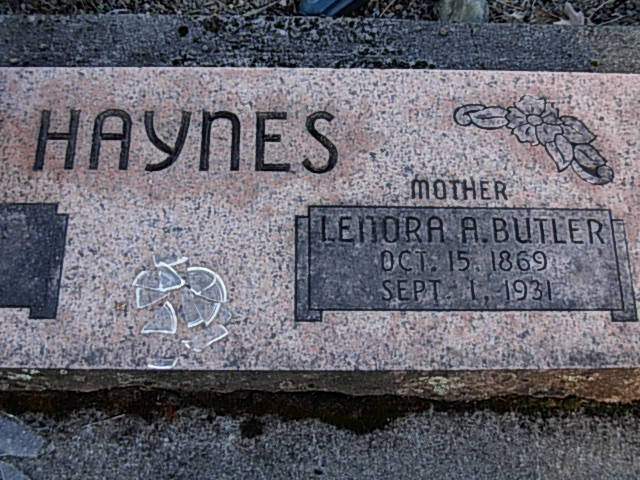 HAYNES
MOTHER
LENORA A. BUTLER
OCT. 15, 1869
SEPT. 1, 1931